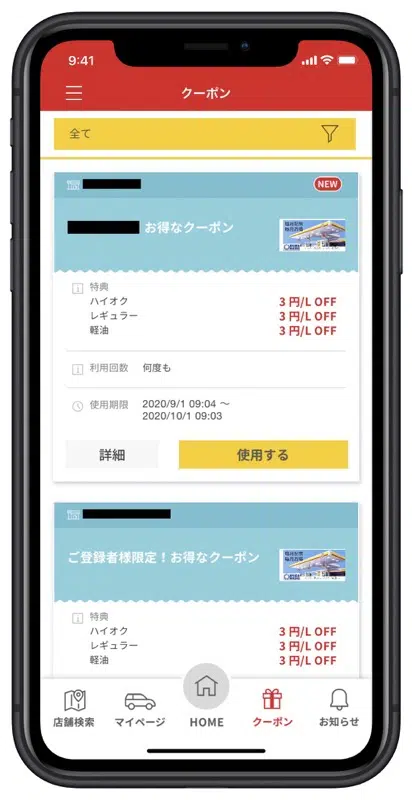 9:41
クーポン
全て
NEW
お得なクーポン
特典
ハイオク 3 円/L OFF
レギュラー 3 円/L OFF
軽油 3 円/L OFF
利用回数 何度も
使用期限 2020/9/1 09:04 〜
2020/10/1 09:03
詳細 使用する
ご登録者様限定！お得なクーポン
特典
ハイオク 3 円/L OFF
レギュラー 3 円/L OFF
軽油 3 円/L OFF
店舗検索 マイページ HOME クーポン お知らせ